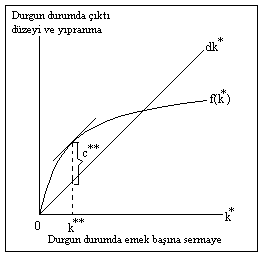 Durgun durumda çıktı
düzeyi ve yıpranma
dk*
f(k*)
c**
0
k**
k*
Durgun durumda emek başına sermaye